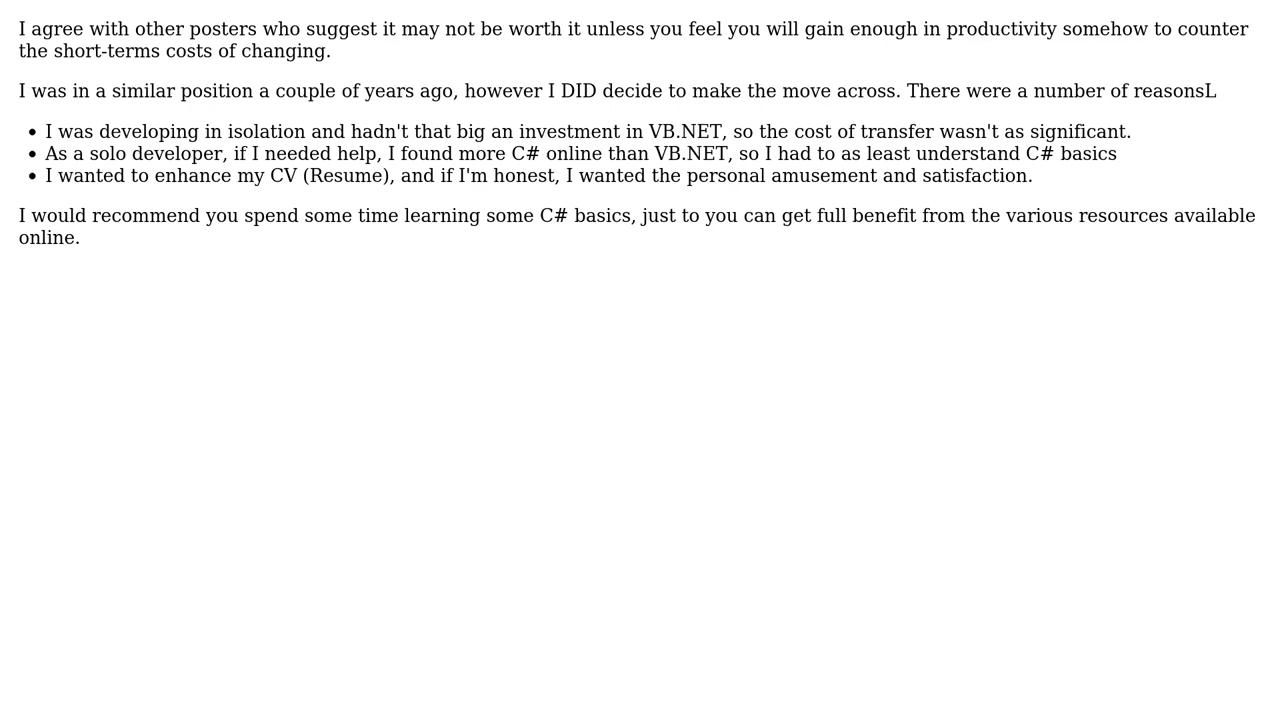 I agree with other posters who suggest it may not be worth it unless you feel you will gain enough in productivity somehow to counter
the short-terms costs of changing.
I was in a similar position a couple of years ago, however I DID decide to make the move across. There were a number of reasonsL
• I was developing in isolation and hadn't that big an investment in VB.NET, so the cost of transfer wasn't as significant.
• As a solo developer, if I needed help, I found more C# online than VB.NET, so I had to as least understand C# basics
• I wanted to enhance my CV (Resume), and if I'm honest, I wanted the personal amusement and satisfaction.
I would recommend you spend some time learning some C# basics, just to you can get full benefit from the various resources available
online.